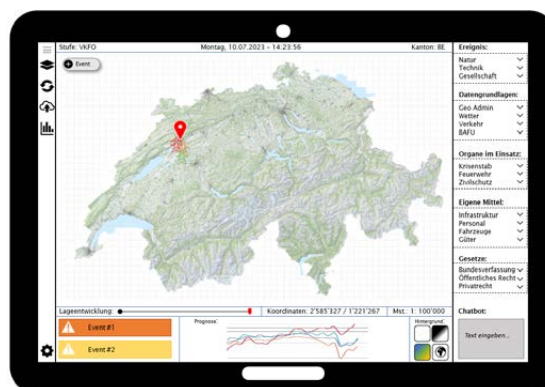 Stufe: VKFO
Montag, 10.07.2023 - 14:23:56
Kanton: BE
Event
Ereignis:
Natur
Technik
Gesellschaft
Datengrundlagen:
Geo Admin
Wetter
Verkehr
BAFU
Organe im Einsatz:
Krisenstab
Feuerwehr
Zivilschutz
Eigene Mittel:
Infrastruktur
Personal
Fahrzeuge
Güter
Gesetze:
Bundesverfassung
Öffentliches Recht
Privatrecht
Lageentwicklung:
Koordinaten: 2'585'327 / 1'221'267
Mst.: 1: 100'000
Event #1
Event #2
Prognose:
Hintergrund:
Chatbot:
Text eingeben...